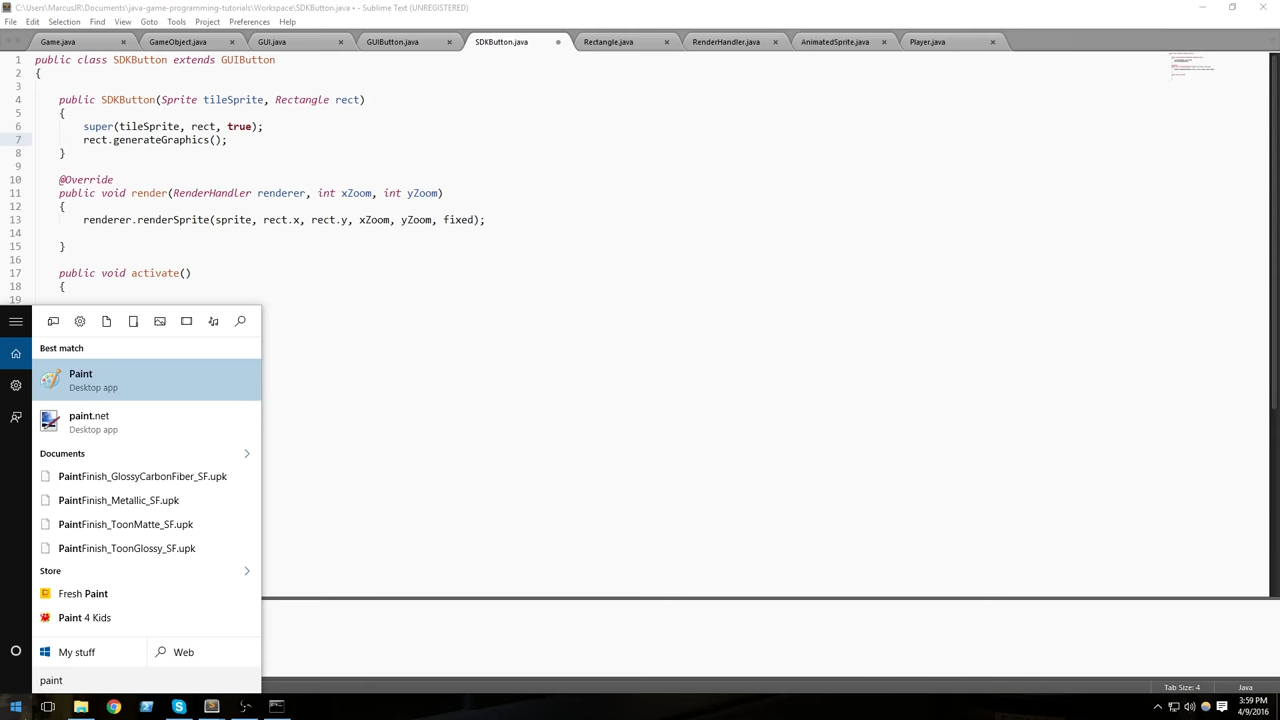 C:\Users\MarcusJR\Documents\java-game-programming-tutorials\Workspace\SDKButton.java • - Sublime Text (UNREGISTERED)
File Edit Selection Find View Goto Tools Project Preferences Help
Game.java GameObject.java GUI.java GUIButton.java SDKButton.java Rectangle.java RenderHandler.java AnimatedSprite.java Player.java
1 public class SDKButton extends GUIButton
2 {
3
4 public SDKButton(Sprite tileSprite, Rectangle rect)
5 {
6 super(tileSprite, rect, true);
7 rect.generateGraphics();
8 }
9
10 @Override
11 public void render(RenderHandler renderer, int xZoom, int yZoom)
12 {
13 renderer.renderSprite(sprite, rect.x, rect.y, xZoom, yZoom, fixed);
14
15 }
16
17 public void activate()
18 {
19
Best match
Paint
Desktop app
paint.net
Desktop app
Documents
PaintFinish_GlossyCarbonFiber_SF.upk
PaintFinish_Metallic_SF.upk
PaintFinish_ToonMatte_SF.upk
PaintFinish_ToonGlossy_SF.upk
Store
Fresh Paint
Paint 4 Kids
My stuff Web
paint
Tab Size: 4 Java
3:59 PM
4/9/2016